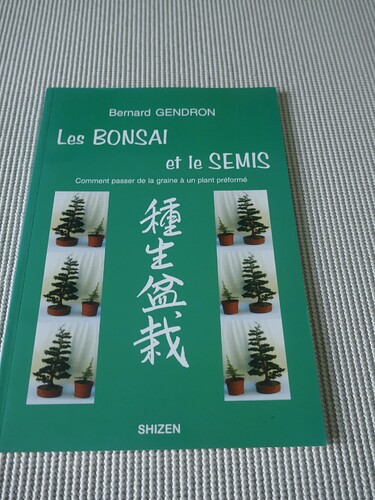 Bernard GENDRON
Les BONSAI
et le SEMIS
Comment passer de la graine à un plant préformé
種生盆栽
SHIZEN